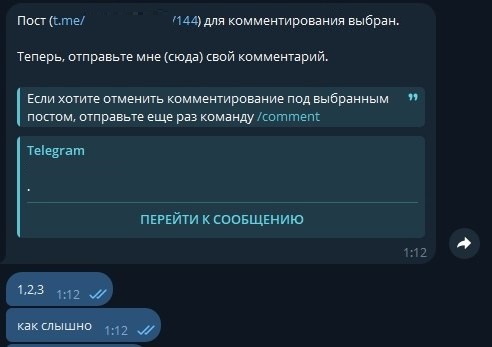 Пост (t.me/ /144) для комментирования выбран.
Теперь, отправьте мне (сюда) свой комментарий.
Если хотите отменить комментирование под выбранным
постом, отправьте еще раз команду /comment
Telegram
.
ПЕРЕЙТИ К СООБЩЕНИЮ
1:12
1,2,3 1:12
как слышно 1:12